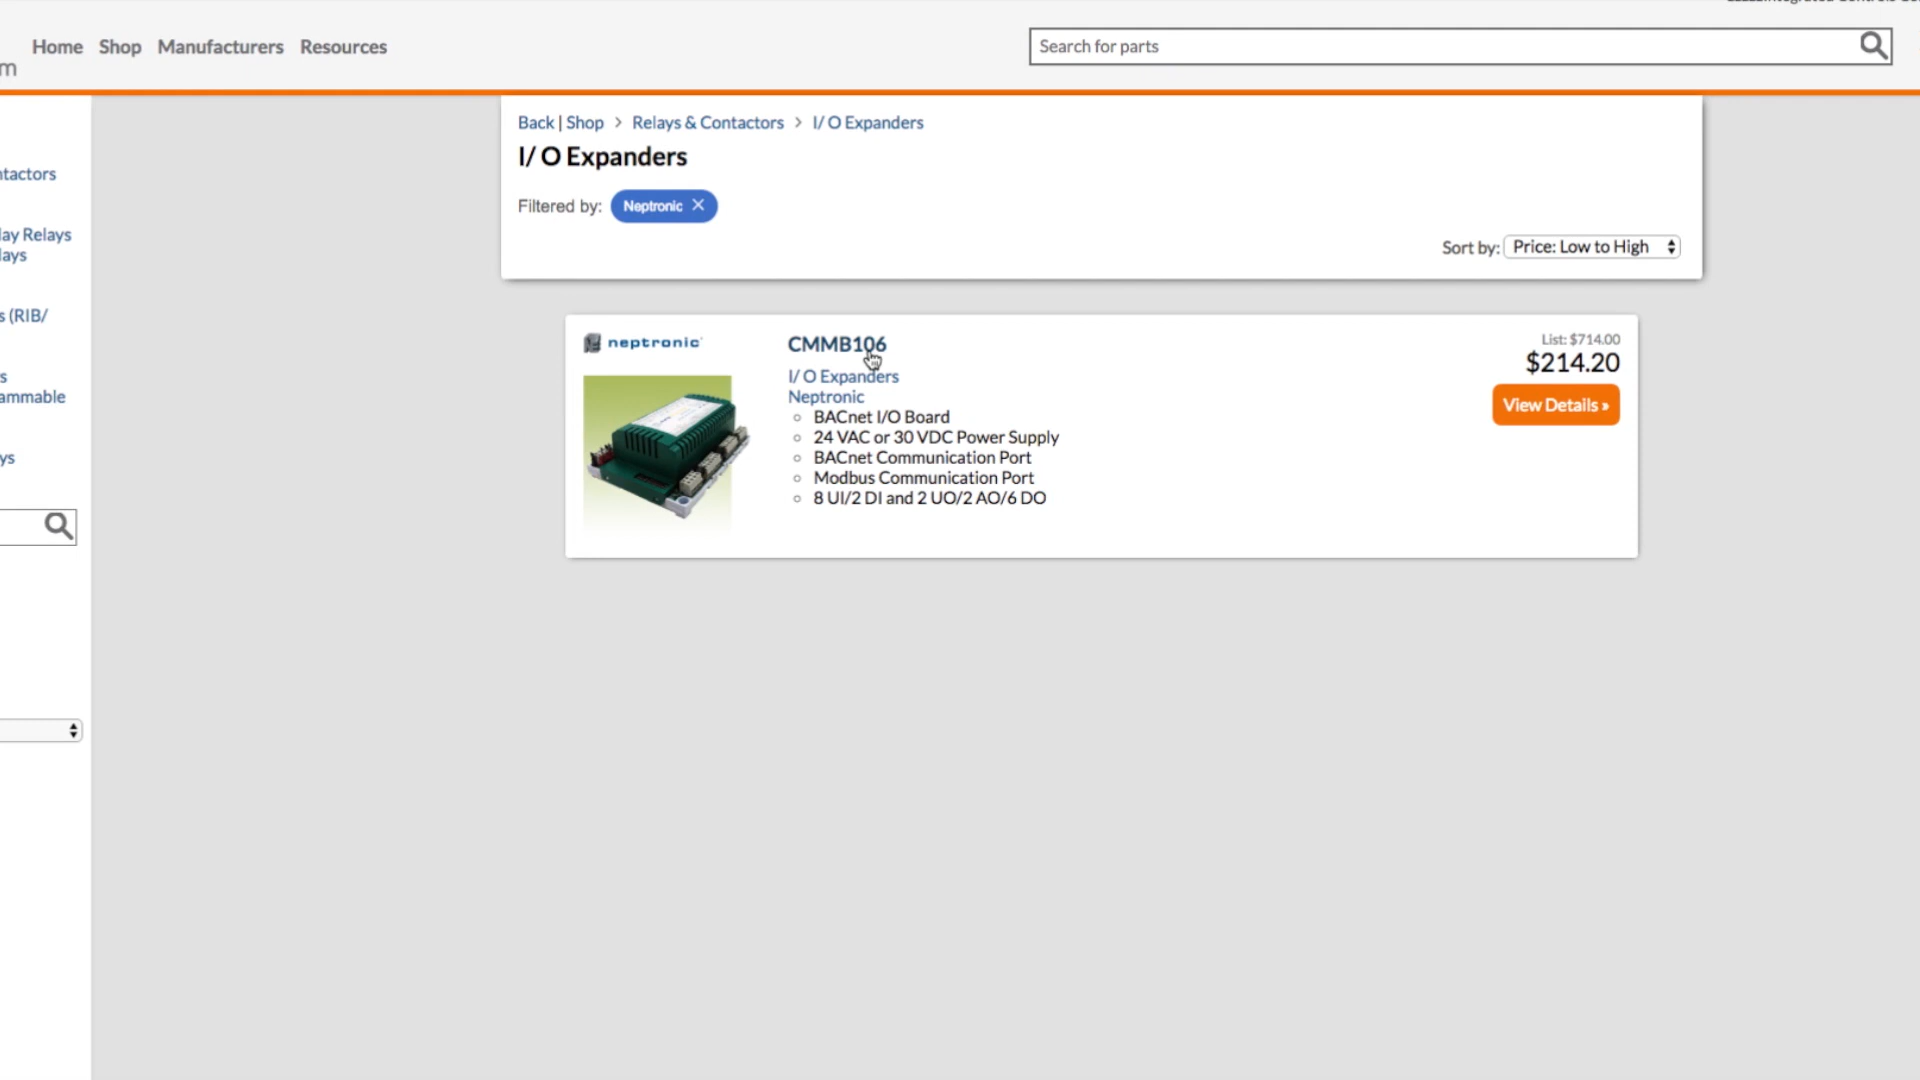 Home Shop Manufacturers Resources
Search for parts
m
Back | Shop > Relays & Contactors > I/ O Expanders
I/ O Expanders
ntactors
Filtered by: Neptronic ×
lay Relays
lays
Sort by: Price: Low to High
s (RIB/
neptronic
CMMB106
List: $714.00
$214.20
I/ O Expanders
s
ammable
Neptronic
View Details »
BACnet I/O Board
24 VAC or 30 VDC Power Supply
BACnet Communication Port
ys
Modbus Communication Port
8 UI/2 DI and 2 UO/2 AO/6 DO